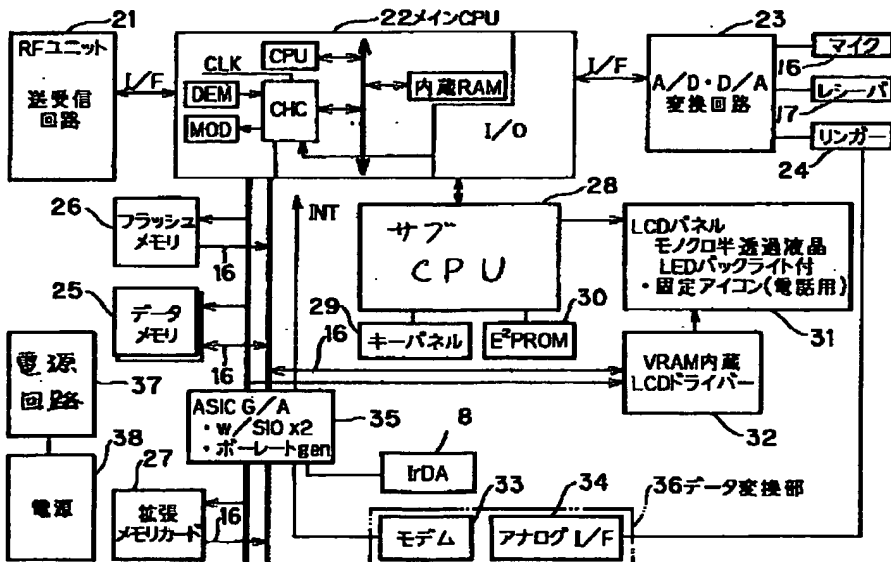 21
22メインCPU
23
RFユニット
送受信
回路
I/F
CLK
CPU
DEM
CHC
MOD
内蔵RAM
I/O
I/F
A/D・D/A
変換回路
マイク
16
レシーバ
17
リンガー
24
26
フラッシュ
メモリ
16
INT
28
サブ
CPU
LCDパネル
モノクロ半透過液晶
LEDバックライト付
・固定アイコン(電話用)
31
25
データ
メモリ
16
29
キーパネル
30
E²PROM
16
VRAM内蔵
LCDドライバー
32
電源
回路
37
ASIC G/A
・w/SIO x2
・ボーレートgen
35
8
IrDA
38
電源
27
拡張
メモリカード
16
33
モデム
34
アナログ I/F
36データ変換部